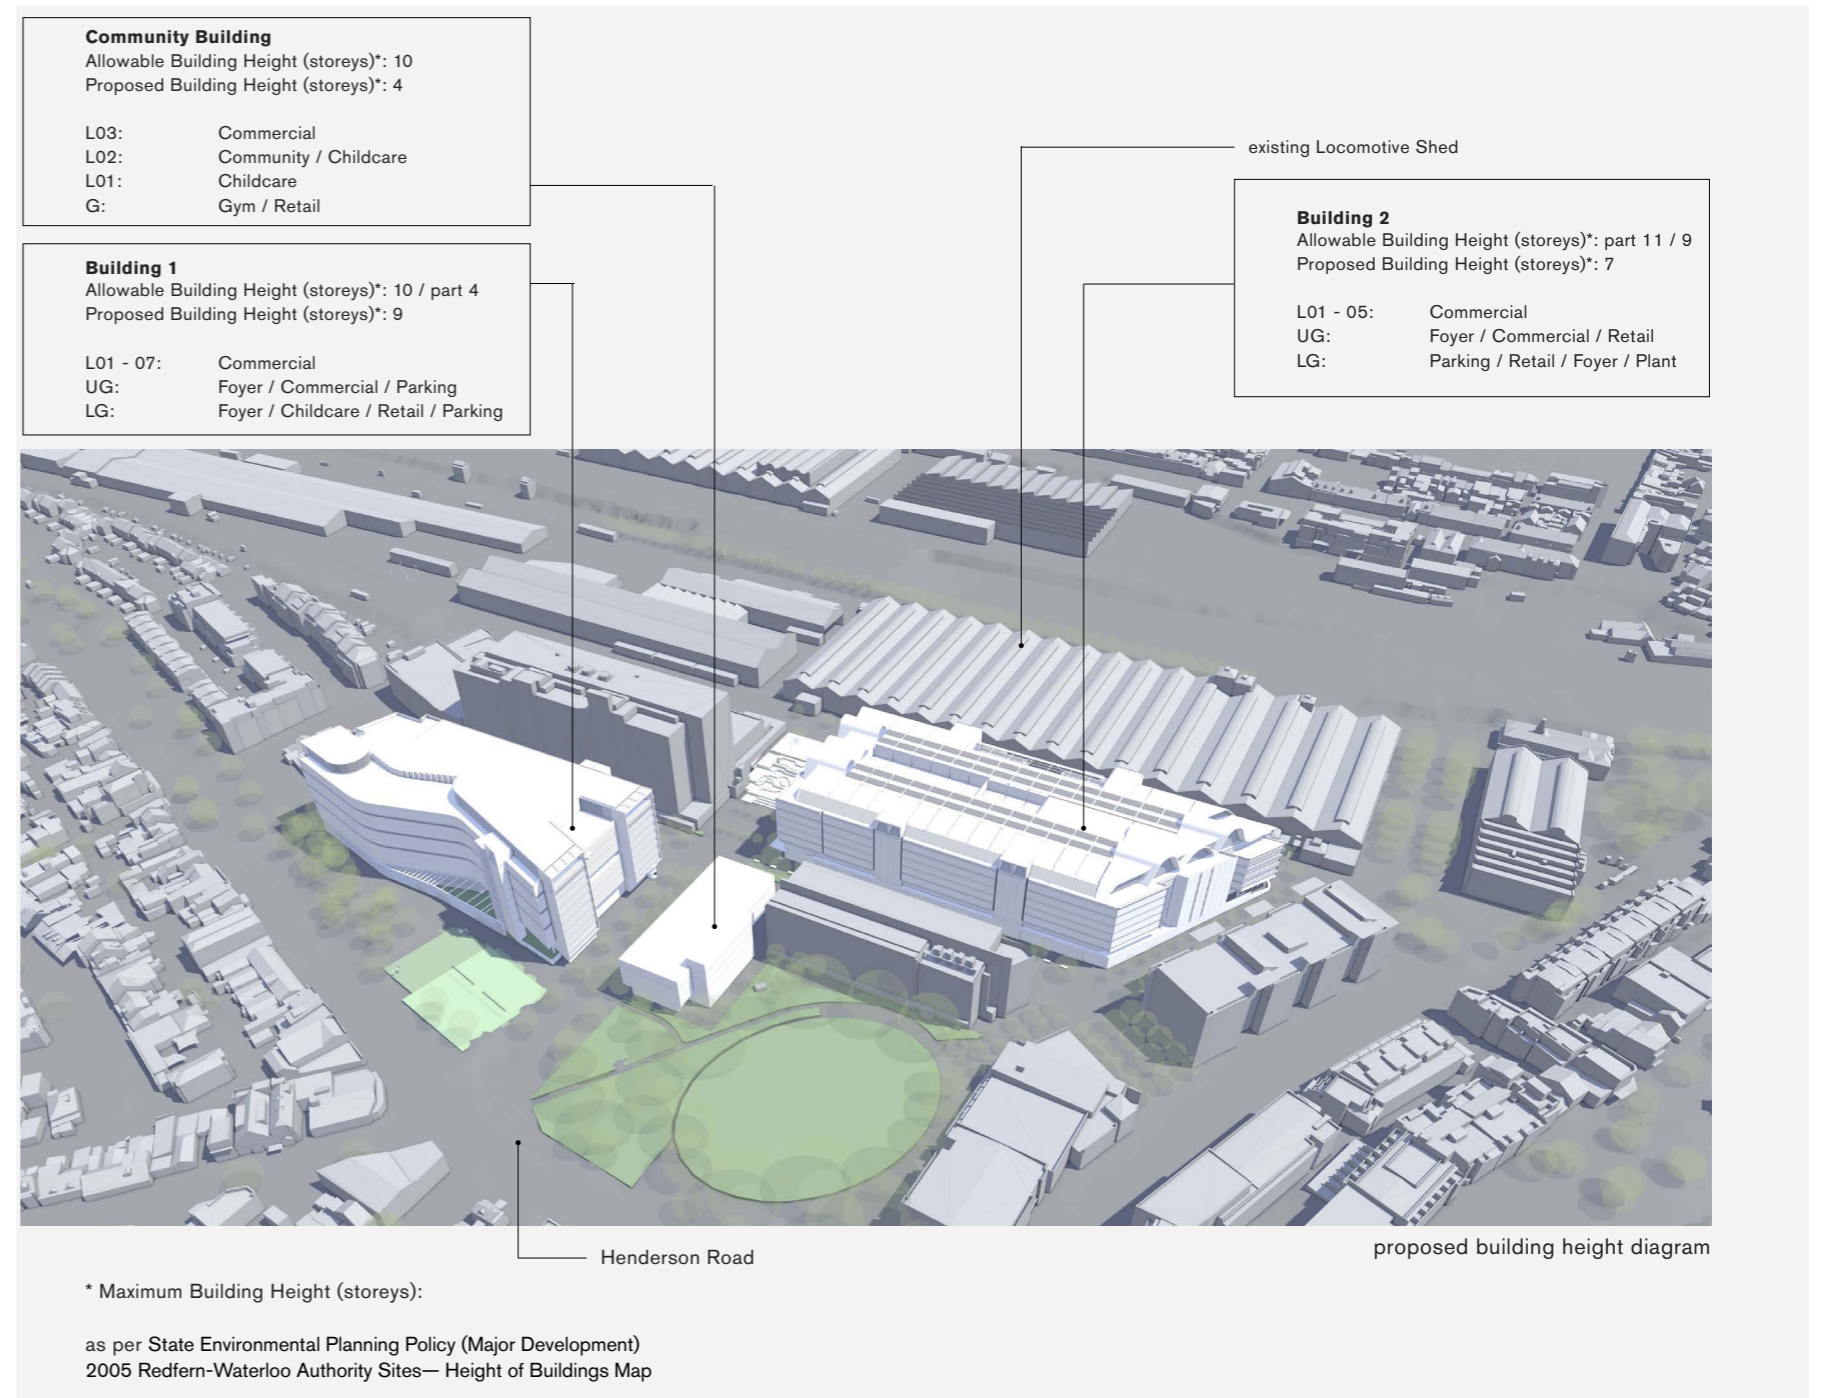 Community Building
Allowable Building Height (storeys)*: 10
Proposed Building Height (storeys)*: 4
L03: Commercial
L02: Community / Childcare
L01: Childcare
G: Gym / Retail
Building 1
Allowable Building Height (storeys)*: 10 / part 4
Proposed Building Height (storeys)*: 9
L01 - 07: Commercial
UG: Foyer / Commercial / Parking
LG: Foyer / Childcare / Retail / Parking
existing Locomotive Shed
Building 2
Allowable Building Height (storeys)*: part 11 / 9
Proposed Building Height (storeys)*: 7
L01 - 05: Commercial
UG: Foyer / Commercial / Retail
LG: Parking / Retail / Foyer / Plant
Henderson Road
proposed building height diagram
* Maximum Building Height (storeys):
as per State Environmental Planning Policy (Major Development)
2005 Redfern-Waterloo Authority Sites— Height of Buildings Map